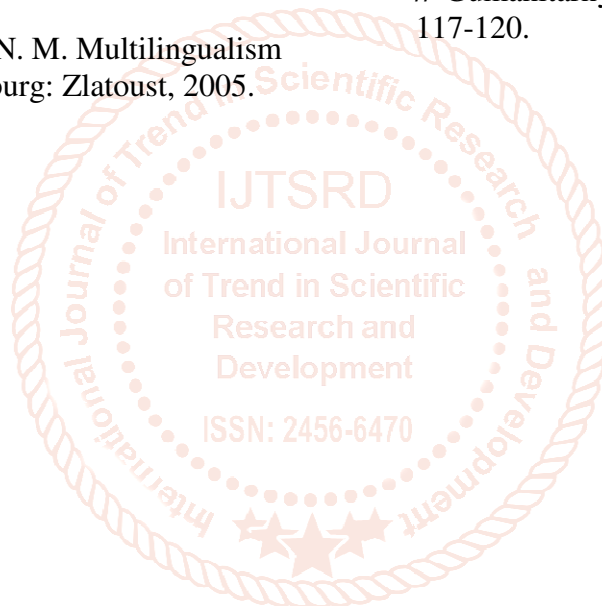 N. M. Multilingualism
burg: Zlatoust, 2005.
117-120.
International Journal of Trend in Scientific Research and Development
IJTSRD
International Journal
of Trend in Scientific
Research and
Development
ISSN: 2456-6470